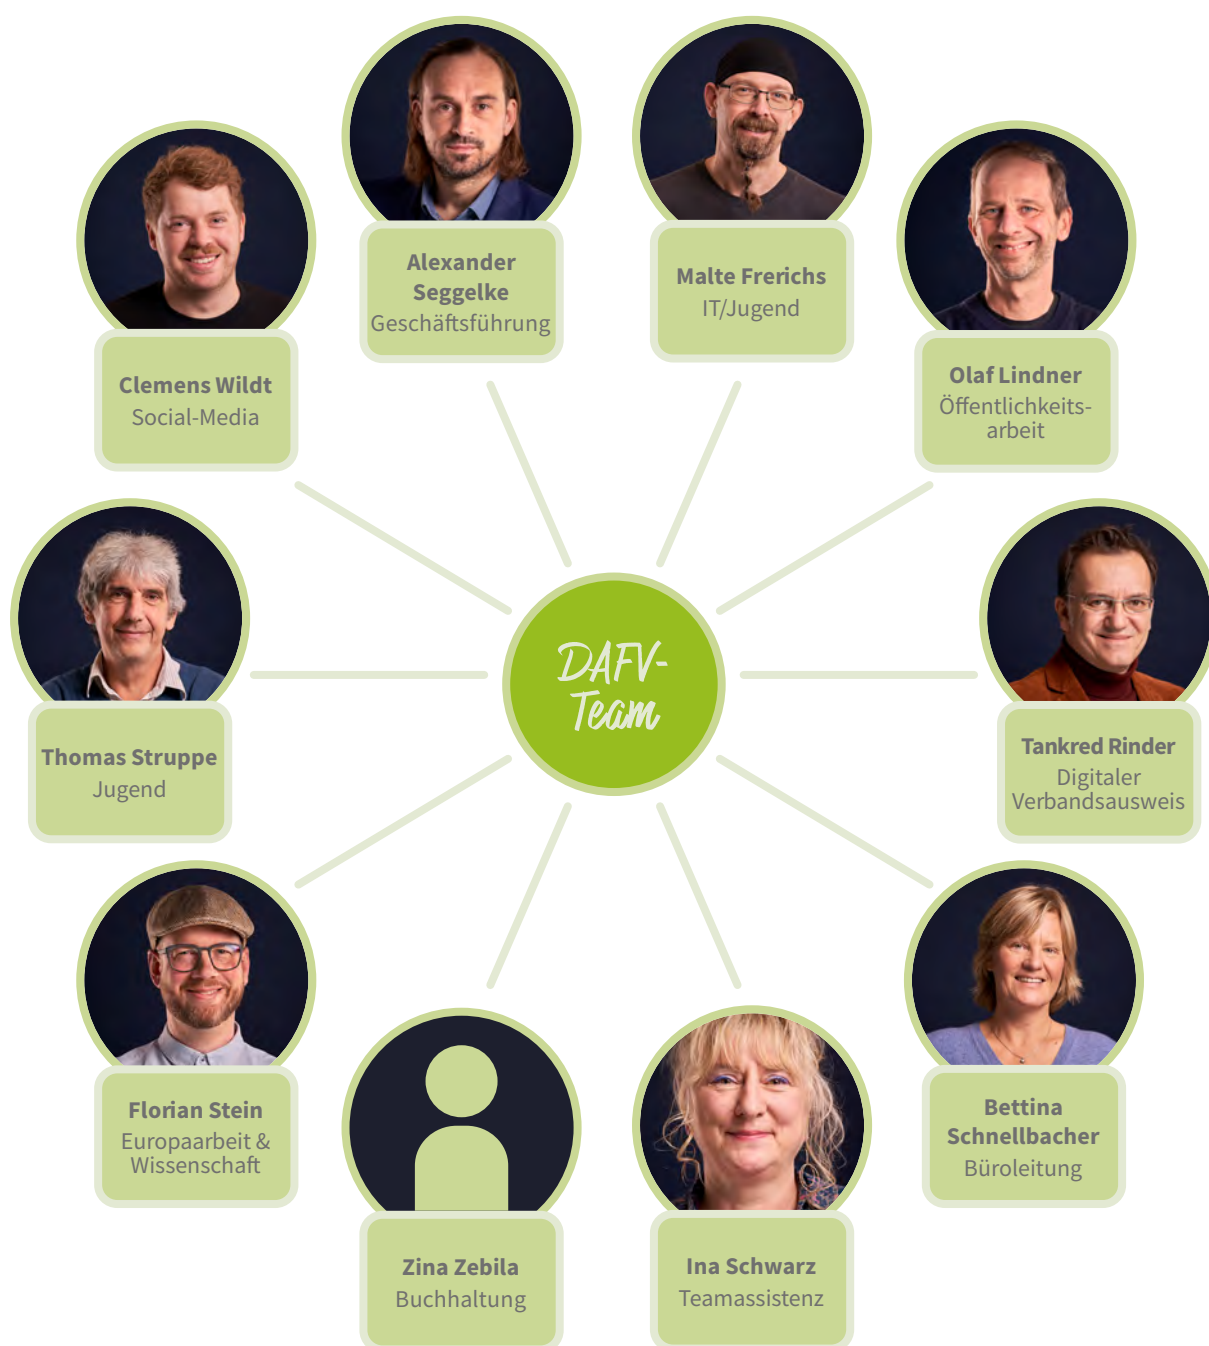 Alexander
Seggelke
Geschäftsführung
Malte Frerichs
IT/Jugend
Clemens Wildt
Social-Media
Olaf Lindner
Öffentlichkeits-
arbeit
DAFV-
Team
Thomas Struppe
Jugend
Tankred Rinder
Digitaler
Verbandsausweis
Florian Stein
Europaarbeit &
Wissenschaft
Bettina
Schnellbacher
Büroleitung
Zina Zebila
Buchhaltung
Ina Schwarz
Teamassistenz